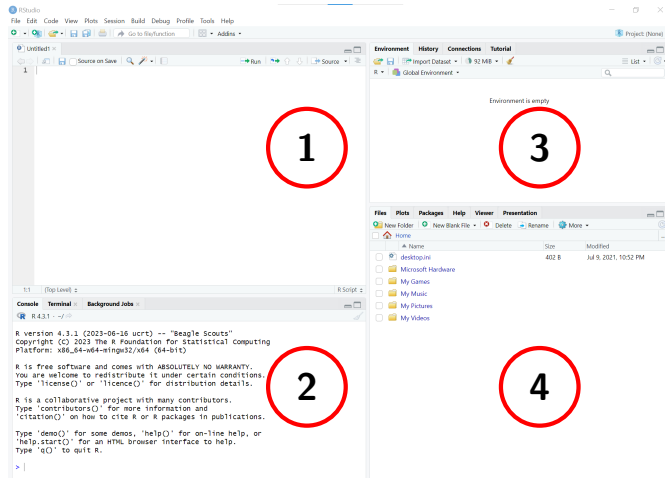 RStudio
File Edit Code View Plots Session Build Debug Profile Tools Help
Go to file/function Addins Project: (None)
Untitled1
Source on Save Run Source
1
1
1:1 (Top Level) R Script
Console Terminal Background Jobs
R 4.3.1 · ~/
R version 4.3.1 (2023-06-16 ucrt) -- "Beagle Scouts"
Copyright (C) 2023 The R Foundation for Statistical Computing
Platform: x86_64-w64-mingw32/x64 (64-bit)
R is free software and comes with ABSOLUTELY NO WARRANTY.
You are welcome to redistribute it under certain conditions.
Type 'license()' or 'licence()' for distribution details.
R is a collaborative project with many contributors.
Type 'contributors()' for more information and
'citation()' on how to cite R or R packages in publications.
Type 'demo()' for some demos, 'help()' for on-line help, or
'help.start()' for an HTML browser interface to help.
Type 'q()' to quit R.
>
2
Environment History Connections Tutorial
Import Dataset 92 MiB List
R Global Environment
Environment is empty
3
Files Plots Packages Help Viewer Presentation
New Folder New Blank File Delete Rename More
Home
Name Size Modified
desktop.ini 402 B Jul 9, 2021, 10:52 PM
Microsoft Hardware
My Games
My Music
My Pictures
My Videos
4